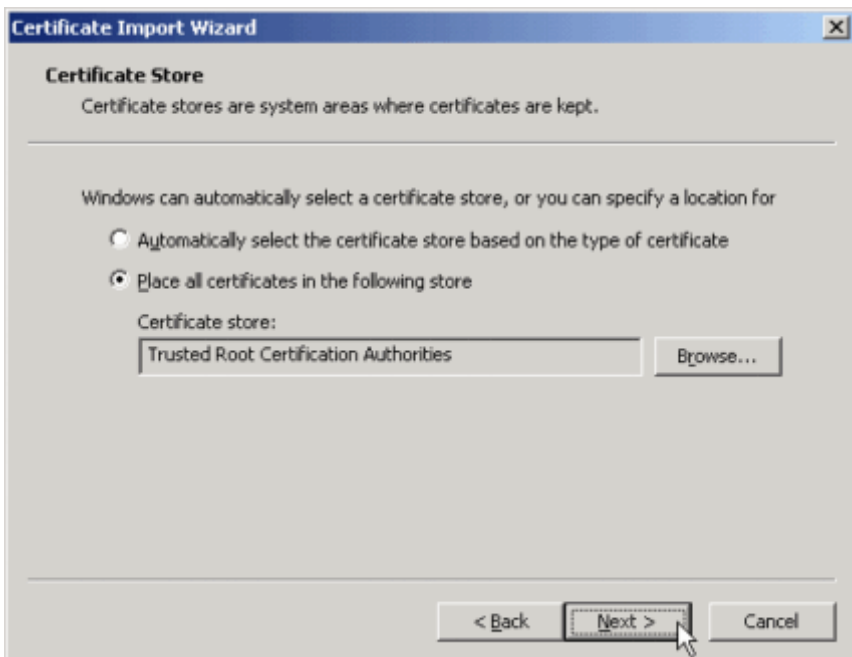 Certificate Import Wizard
Certificate Store
Certificate stores are system areas where certificates are kept.
Windows can automatically select a certificate store, or you can specify a location for
Automatically select the certificate store based on the type of certificate
Place all certificates in the following store
Certificate store:
Trusted Root Certification Authorities
Browse...
< Back Next > Cancel